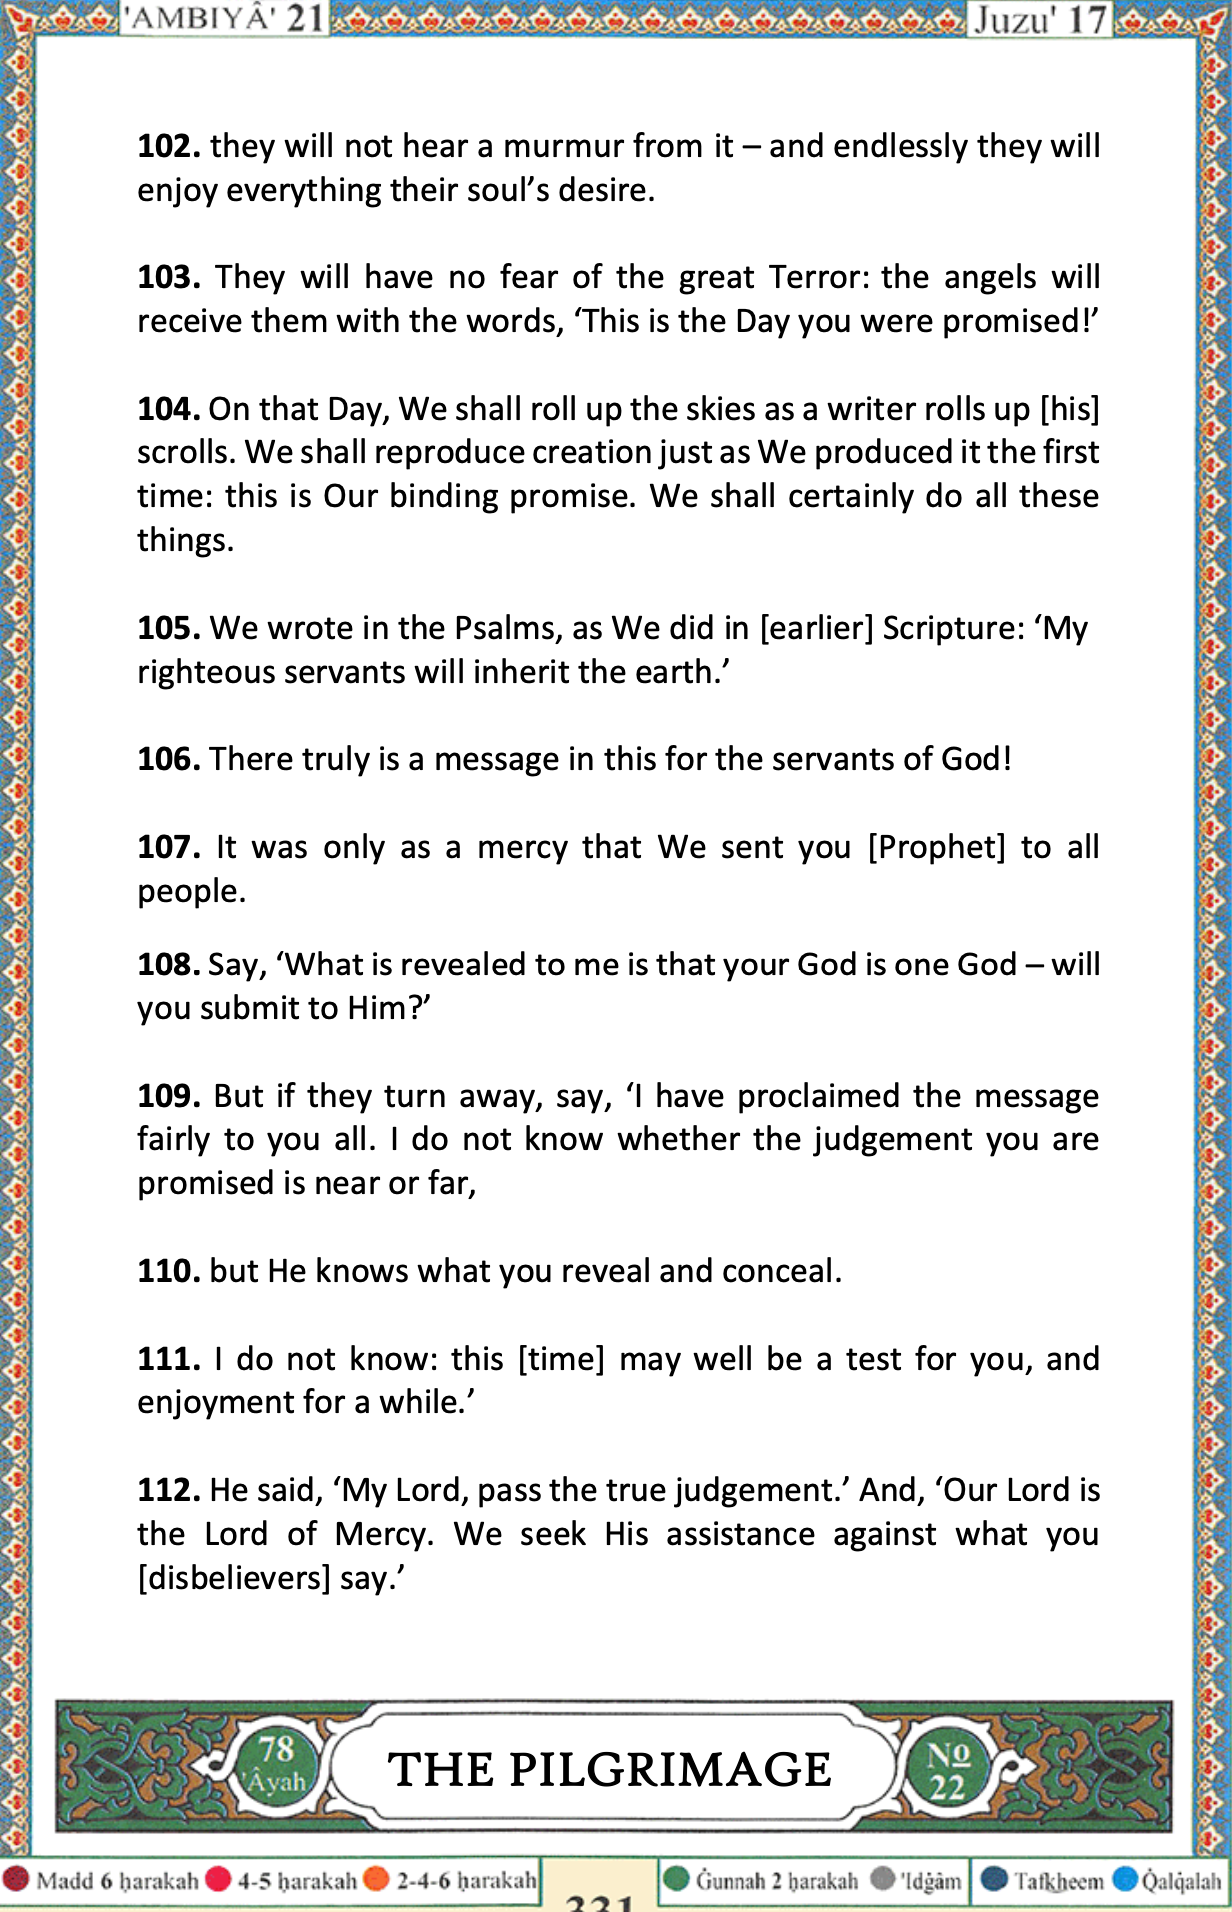 'AMBIYÂ' 21 Juzu' 17
102. they will not hear a murmur from it – and endlessly they will
enjoy everything their soul’s desire.
103. They will have no fear of the great Terror: the angels will
receive them with the words, ‘This is the Day you were promised!’
104. On that Day, We shall roll up the skies as a writer rolls up [his]
scrolls. We shall reproduce creation just as We produced it the first
time: this is Our binding promise. We shall certainly do all these
things.
105. We wrote in the Psalms, as We did in [earlier] Scripture: ‘My
righteous servants will inherit the earth.’
106. There truly is a message in this for the servants of God!
107. It was only as a mercy that We sent you [Prophet] to all
people.
108. Say, ‘What is revealed to me is that your God is one God – will
you submit to Him?’
109. But if they turn away, say, ‘I have proclaimed the message
fairly to you all. I do not know whether the judgement you are
promised is near or far,
110. but He knows what you reveal and conceal.
111. I do not know: this [time] may well be a test for you, and
enjoyment for a while.’
112. He said, ‘My Lord, pass the true judgement.’ And, ‘Our Lord is
the Lord of Mercy. We seek His assistance against what you
[disbelievers] say.’
78
'Âyah
THE PILGRIMAGE
Nº
22
Madd 6 ḥarakah 4-5 ḥarakah 2-4-6 ḥarakah
331
Ġunnah 2 ḥarakah 'Idġâm Tafkheem Q̇alq̇alah